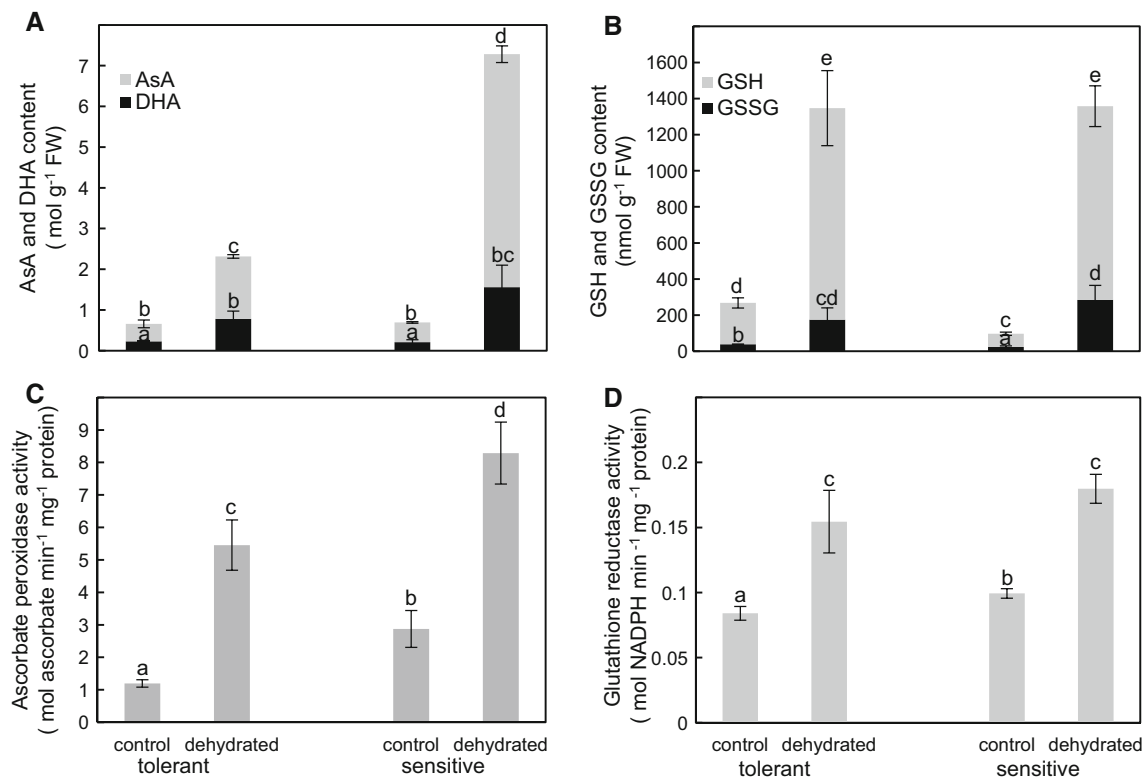 A
AsA and DHA content
( mol g-1 FW)
7
6
5
4
3
2
1
0
AsA
DHA
b
a
c
b
b
a
d
bc
B
GSH and GSSG content
(nmol g-1 FW)
1600
1400
1200
1000
800
600
400
200
0
GSH
GSSG
d
b
e
cd
c
a
e
d
C
Ascorbate peroxidase activity
( mol ascorbate min-1 mg-1 protein)
9
8
7
6
5
4
3
2
1
0
a
c
b
d
control dehydrated control dehydrated
tolerant sensitive
D
Glutathione reductase activity
( mol NADPH min-1 mg -1 protein)
0.2
0.15
0.1
0.05
0
a
c
b
c
control dehydrated control dehydrated
tolerant sensitive